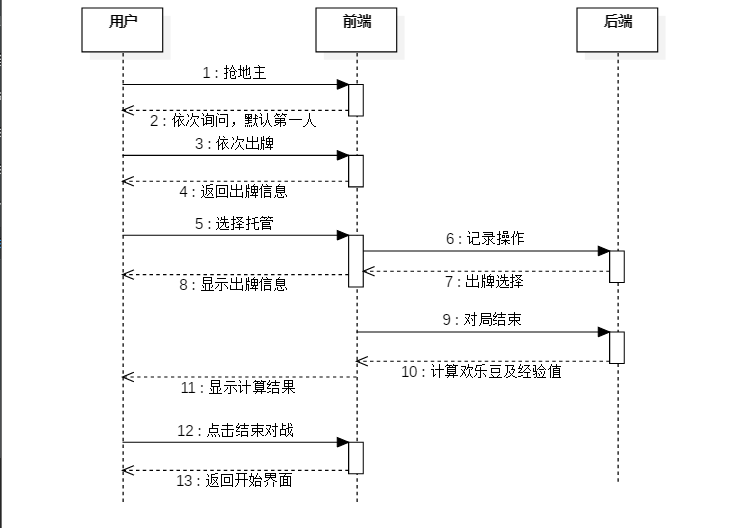 用户
前端
后端
1 : 抢地主
2 : 依次询问，默认第一人
3 : 依次出牌
4 : 返回出牌信息
5 : 选择托管
6 : 记录操作
7 : 出牌选择
8 : 显示出牌信息
9 : 对局结束
10 : 计算欢乐豆及经验值
11 : 显示计算结果
12 : 点击结束对战
13 : 返回开始界面